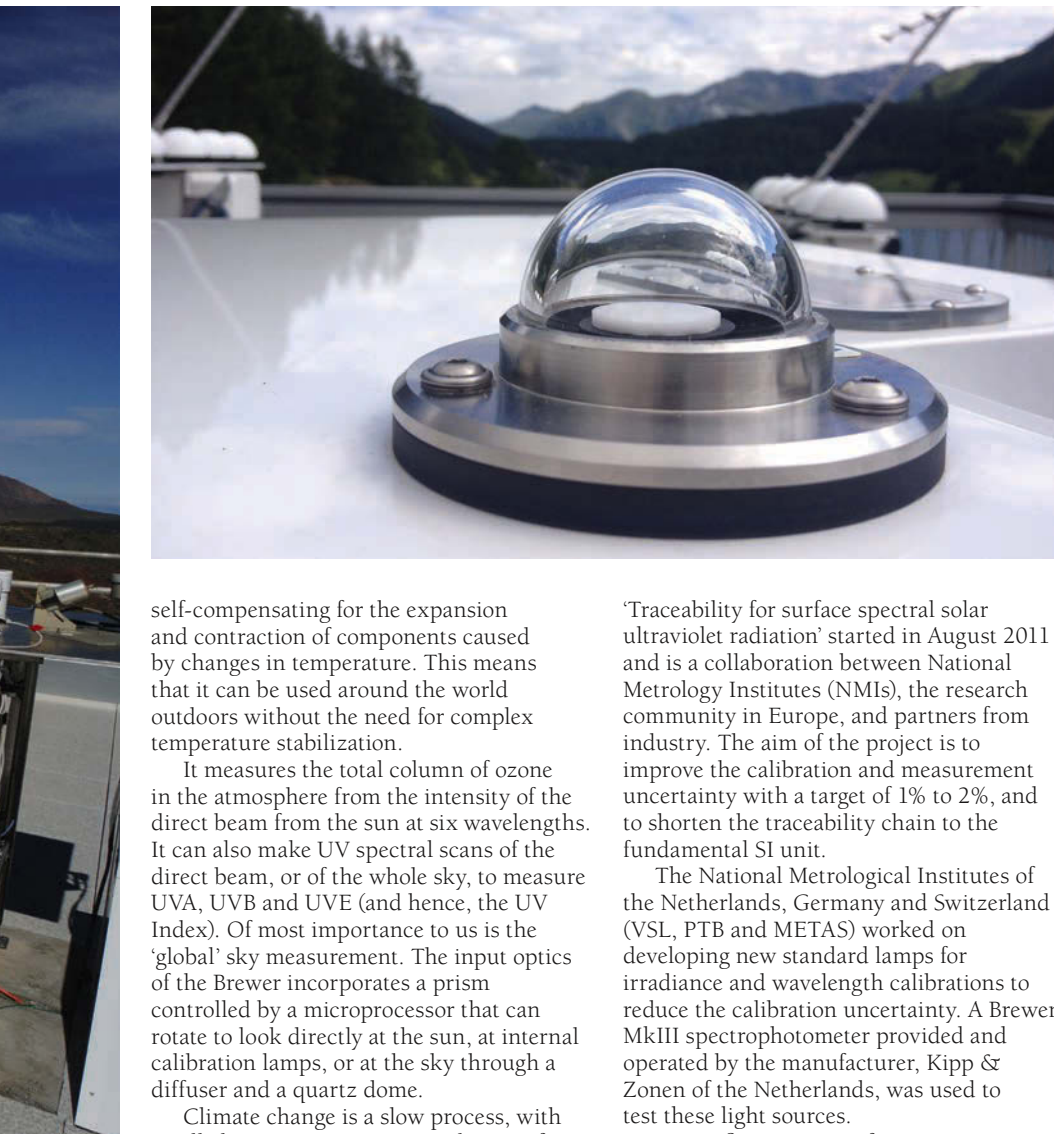 self-compensating for the expansion
and contraction of components caused
by changes in temperature. This means
that it can be used around the world
outdoors without the need for complex
temperature stabilization.
It measures the total column of ozone
in the atmosphere from the intensity of the
direct beam from the sun at six wavelengths.
It can also make UV spectral scans of the
direct beam, or of the whole sky, to measure
UVA, UVB and UVE (and hence, the UV
Index). Of most importance to us is the
‘global’ sky measurement. The input optics
of the Brewer incorporates a prism
controlled by a microprocessor that can
rotate to look directly at the sun, at internal
calibration lamps, or at the sky through a
diffuser and a quartz dome.
Climate change is a slow process, with
‘Traceability for surface spectral solar
ultraviolet radiation’ started in August 2011
and is a collaboration between National
Metrology Institutes (NMIs), the research
community in Europe, and partners from
industry. The aim of the project is to
improve the calibration and measurement
uncertainty with a target of 1% to 2%, and
to shorten the traceability chain to the
fundamental SI unit.
The National Metrological Institutes of
the Netherlands, Germany and Switzerland
(VSL, PTB and METAS) worked on
developing new standard lamps for
irradiance and wavelength calibrations to
reduce the calibration uncertainty. A Brewer
MkIII spectrophotometer provided and
operated by the manufacturer, Kipp &
Zonen of the Netherlands, was used to
test these light sources.